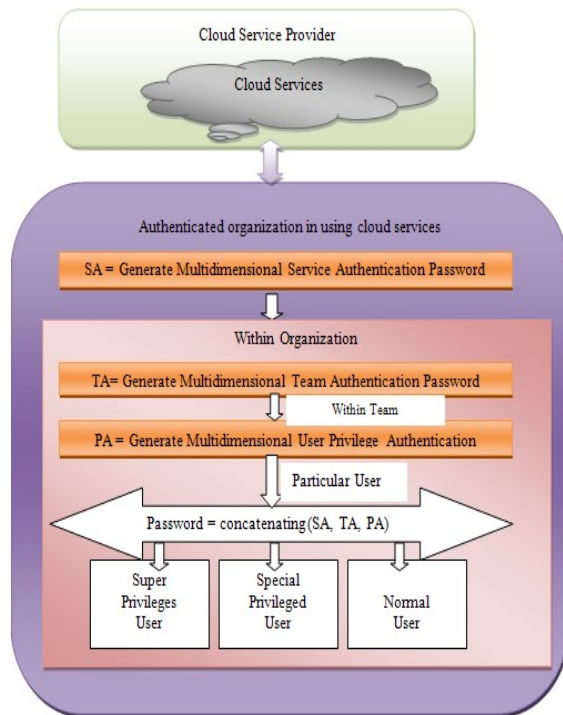 Cloud Service Provider
Cloud Services
Authenticated organization in using cloud services
SA = Generate Multidimensional Service Authentication Password
Within Organization
TA= Generate Multidimensional Team Authentication Password
Within Team
PA = Generate Multidimensional User Privilege Authentication
Particular User
Password = concatenating (SA, TA, PA)
Super
Privileges
User
Special
Privileged
User
Normal
User